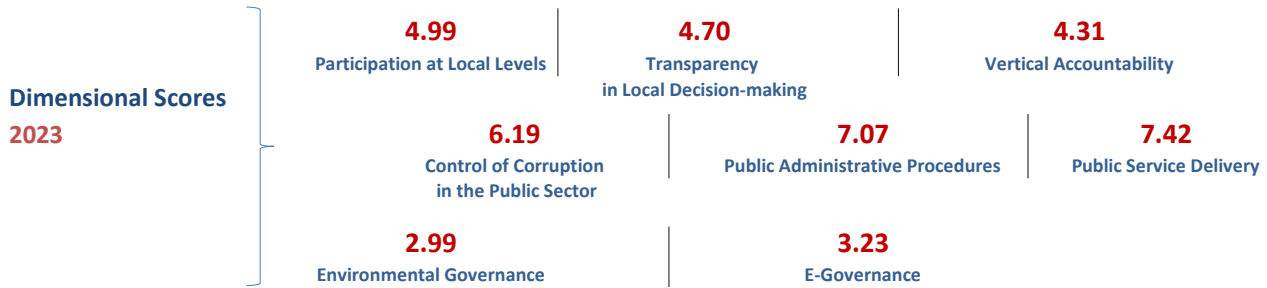 4.99
Participation at Local Levels
4.70
Transparency
in Local Decision-making
4.31
Vertical Accountability
Dimensional Scores
2023
6.19
Control of Corruption
in the Public Sector
7.07
Public Administrative Procedures
7.42
Public Service Delivery
2.99
Environmental Governance
3.23
E-Governance